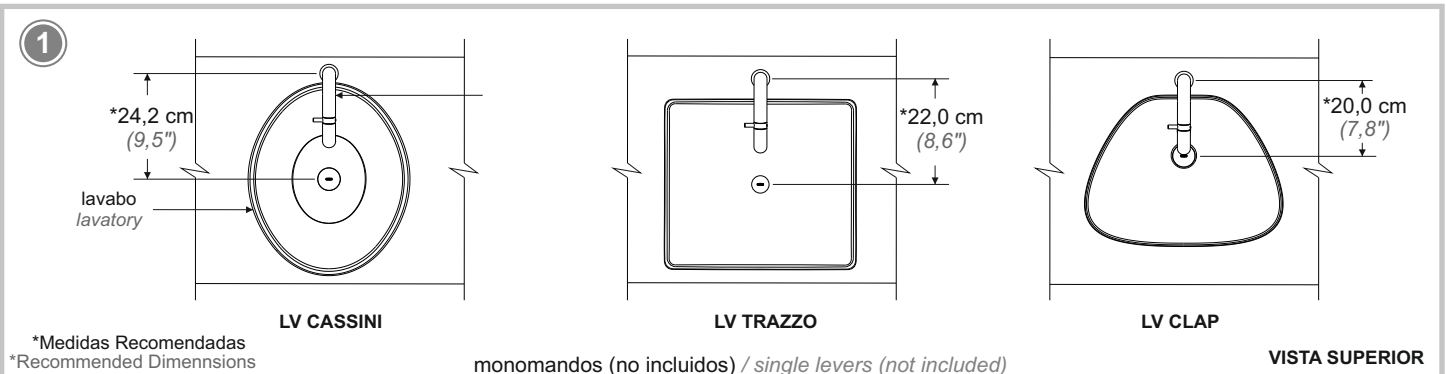 1
*24,2 cm
(9,5")
lavabo
lavatory
LV CASSINI
*22,0 cm
(8,6")
LV TRAZZO
*20,0 cm
(7,8")
LV CLAP
*Medidas Recomendadas
*Recommended Dimennsions
monomandos (no incluidos) / single levers (not included)
VISTA SUPERIOR